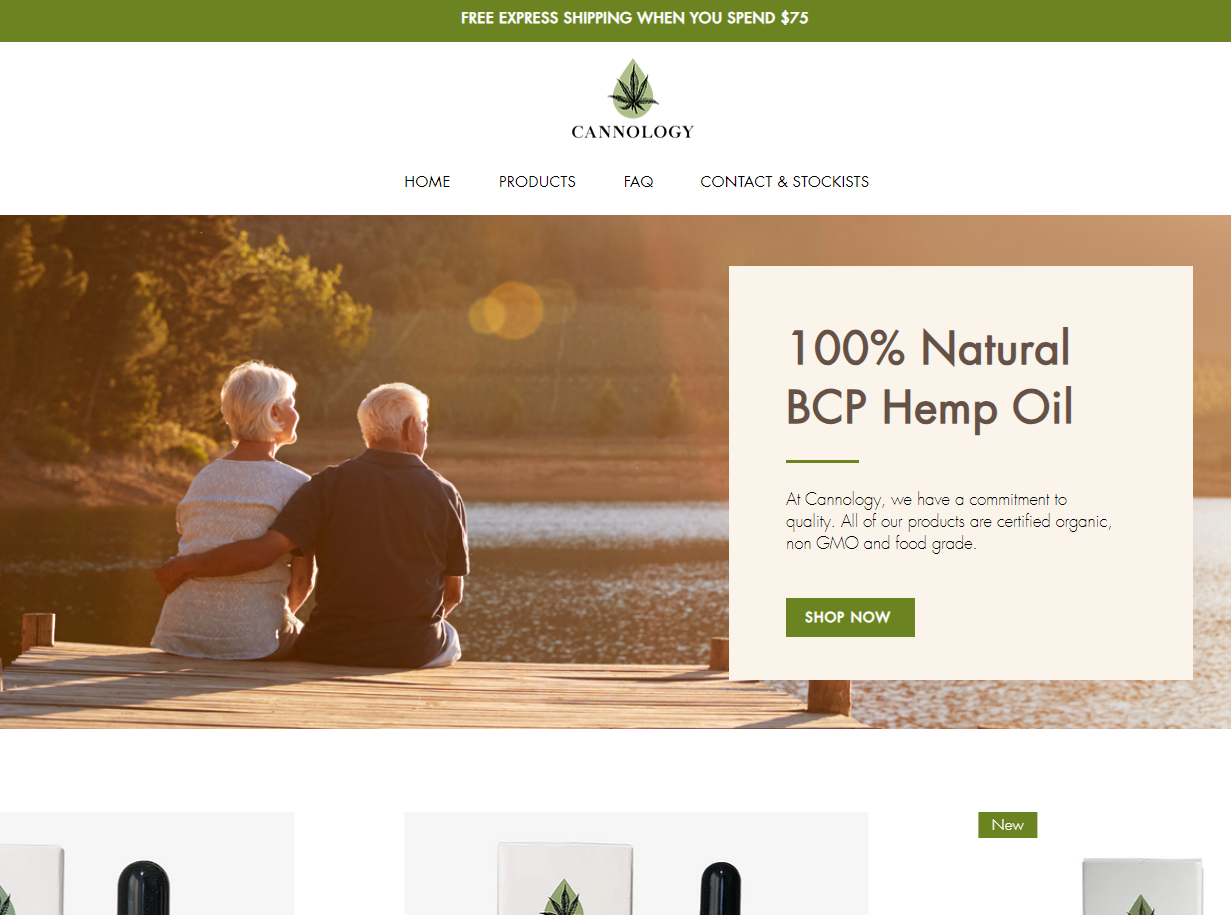 FREE EXPRESS SHIPPING WHEN YOU SPEND $75
CANNOLOGY
HOME PRODUCTS FAQ CONTACT & STOCKISTS
100% Natural
BCP Hemp Oil
At Cannology, we have a commitment to
quality. All of our products are certified organic,
non GMO and food grade.
SHOP NOW
New